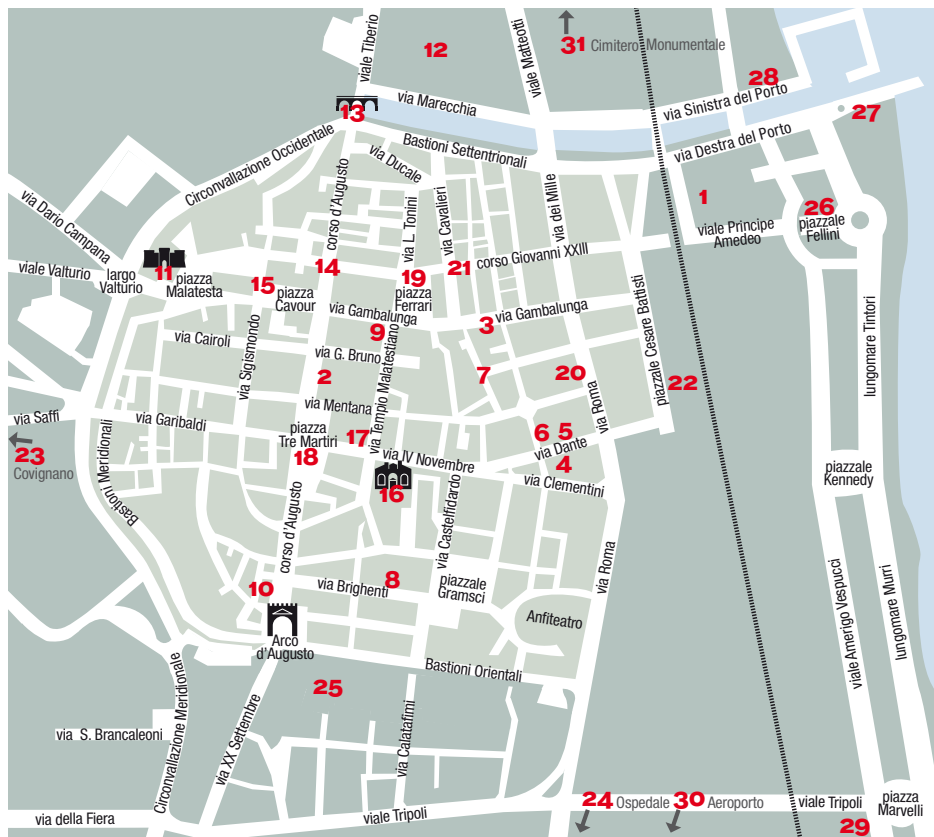 12
31 Cimitero Monumentale
viale Tiberio
viale Matteotti
28
via Marecchia
via Sinistra del Porto
27
13
Circonvallazione Occidentale
Bastioni Settentrionali
via Destra del Porto
via Ducale
via Dario Campana
corso d'Augusto
via L. Tonini
via Cavalieri
via dei Mille
1
26
viale Principe
Amedeo
piazzale
Fellini
viale Valturio
largo
Valturio
11
piazza
Malatesta
15
14
piazza
Cavour
19
piazza
Ferrari
21
corso Giovanni XXIII
via Gambalunga
9
3
via Gambalunga
piazzale Cesare Battisti
lungomare Tintori
via Cairoli
via Sigismondo
via G. Bruno
2
via Tempio Malatestiano
7
20
22
via Roma
via Mentana
via Saffi
via Garibaldi
piazza
Tre Martiri
17
6
5
via Dante
23
Covignano
18
via IV Novembre
4
16
via Clementini
piazzale
Kennedy
Bastioni Meridionali
corso d'Augusto
via Castelfidardo
via Roma
10
via Brighenti
8
piazzale
Gramsci
Anfiteatro
viale Amerigo Vespucci
lungomare Murri
Arco
d'Augusto
Bastioni Orientali
25
Circonvallazione Meridionale
via S. Brancaleoni
via XX Settembre
via Calatafimi
24 Ospedale
30 Aeroporto
viale Tripoli
piazza
Marvelli
via della Fiera
viale Tripoli
29